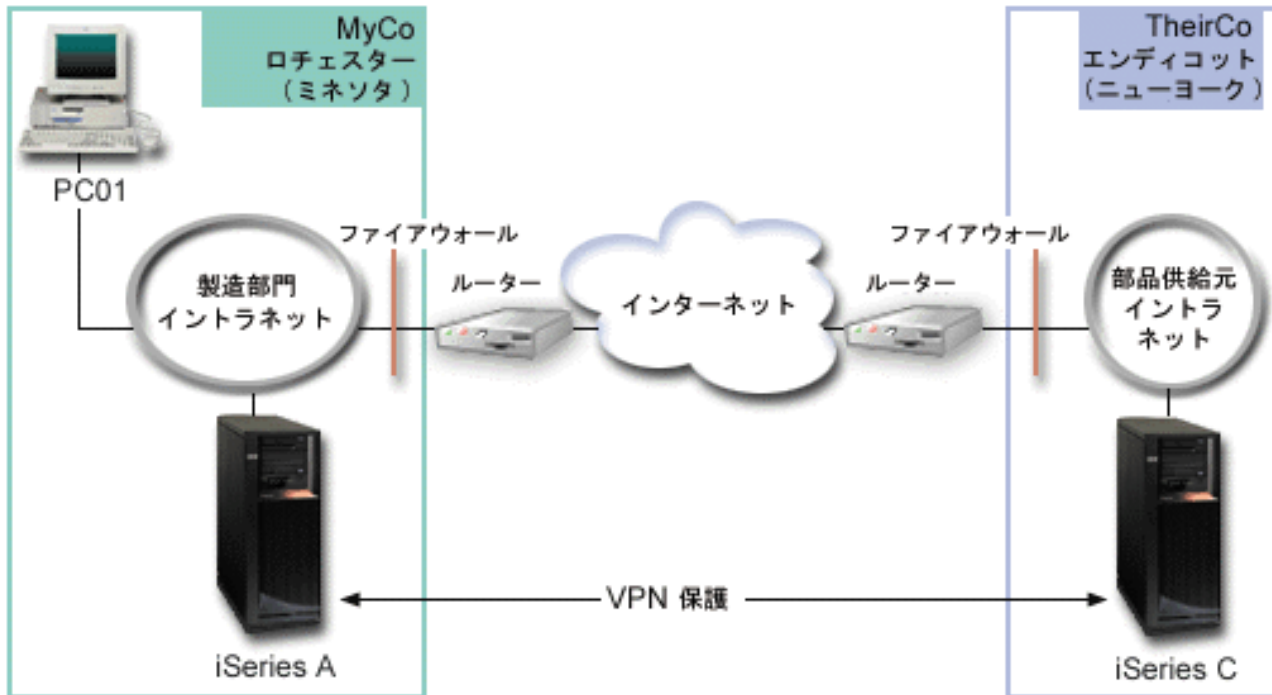 MyCo
ロチェスター
(ミネソタ)
TheirCo
エンディコット
(ニューヨーク)
PC01
ファイアウォール
ルーター
製造部門
イントラネット
インターネット
ルーター
ファイアウォール
部品供給元
イントラ
ネット
VPN 保護
iSeries A
iSeries C